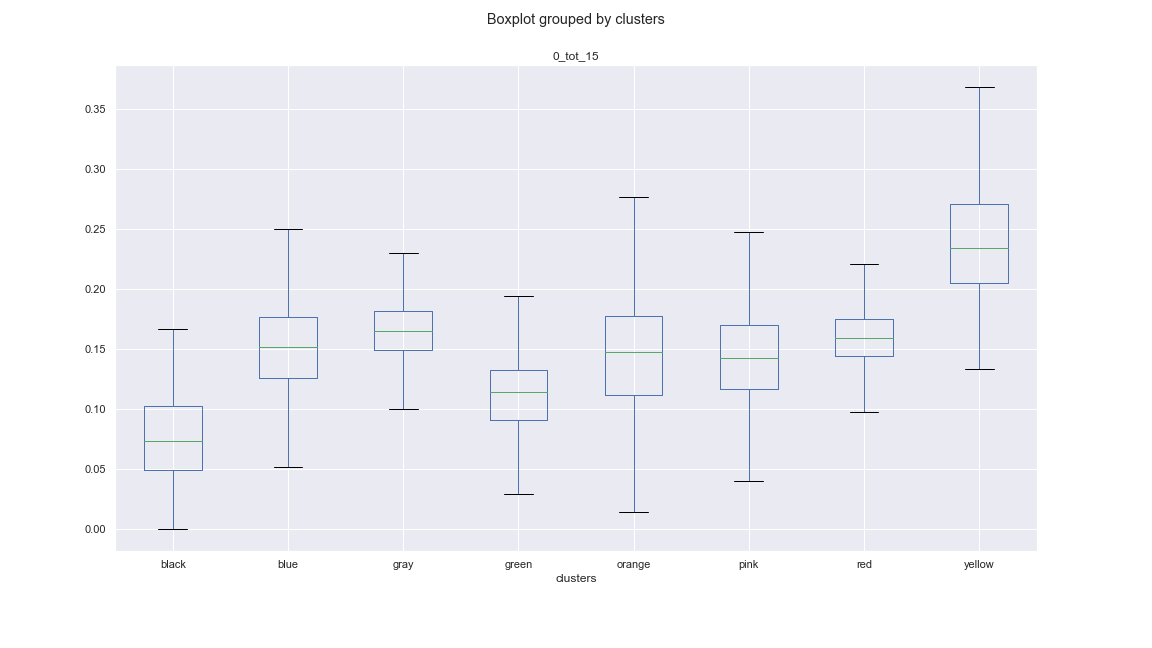 Boxplot grouped by clusters
0_tot_15
0.35
0.30
0.25
0.20
0.15
0.10
0.05
0.00
black blue gray green orange pink red yellow
clusters